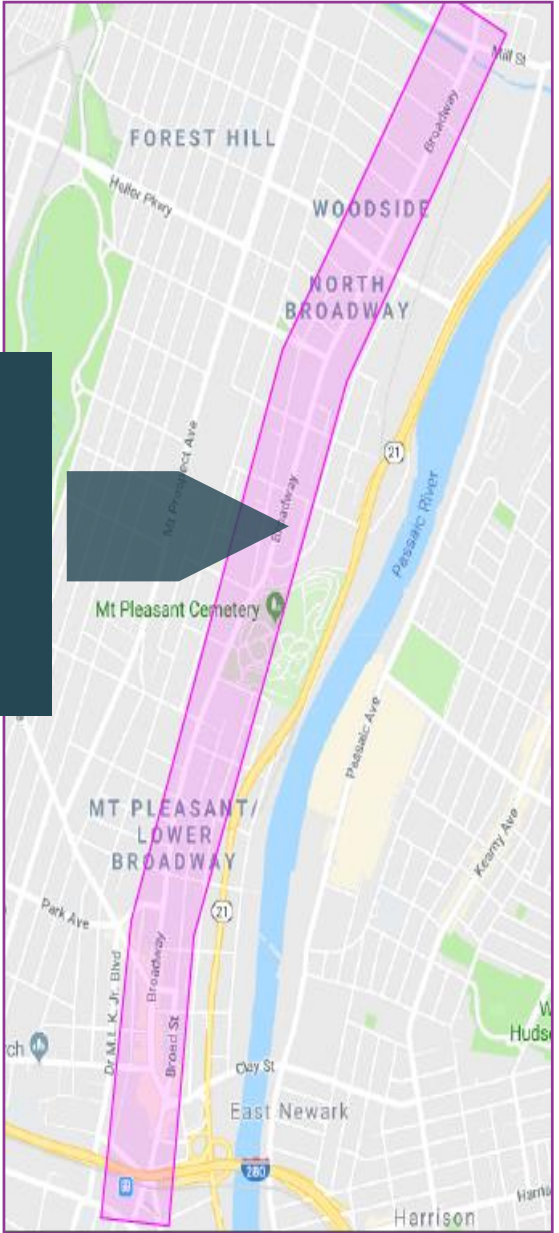 Mill St
Broadway
FOREST HILL
Heller Pkwy
WOODSIDE
NORTH
BROADWAY
Mt Prospect Ave
21
Broadway
Passaic River
Mt Pleasant Cemetery
Passaic Ave
MT PLEASANT/
LOWER
BROADWAY
Kearny Ave
Park Ave
21
Dr M.L.K. Jr. Blvd
Broadway
Broad St
Clay St
East Newark
280
Harrison